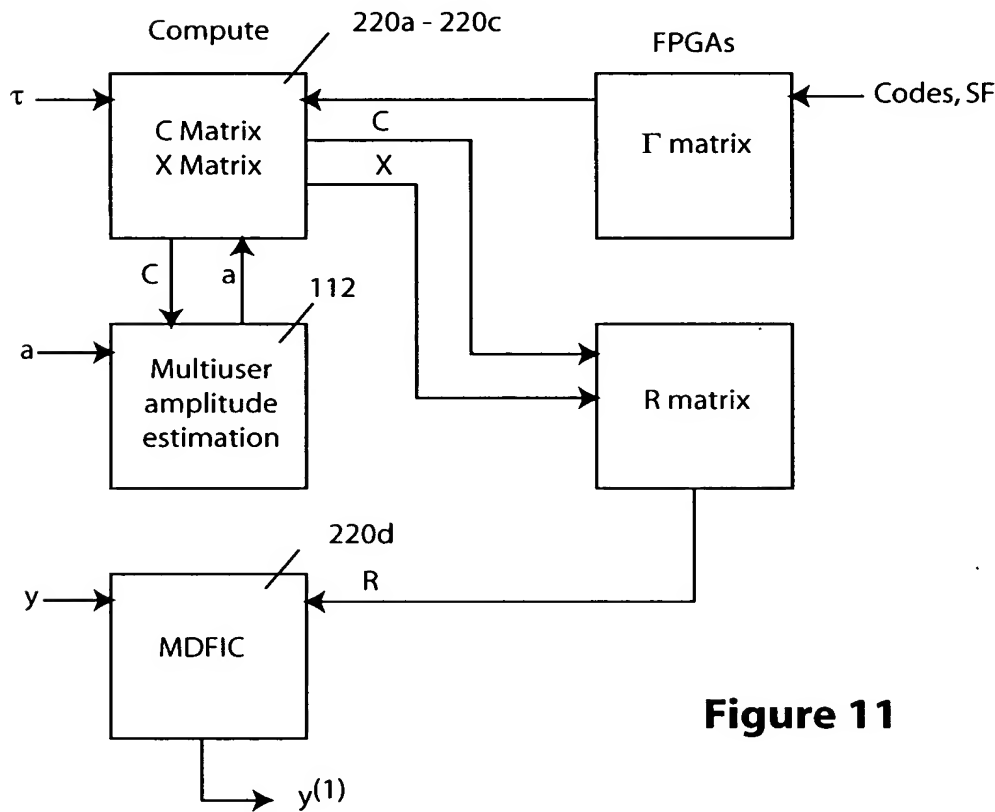 Compute
220a - 220c
FPGAs
τ
C Matrix
X Matrix
Γ matrix
Codes, SF
C
X
C
a
112
a
Multiuser
amplitude
estimation
R matrix
220d
R
y
MDFIC
y(1)
Figure 11